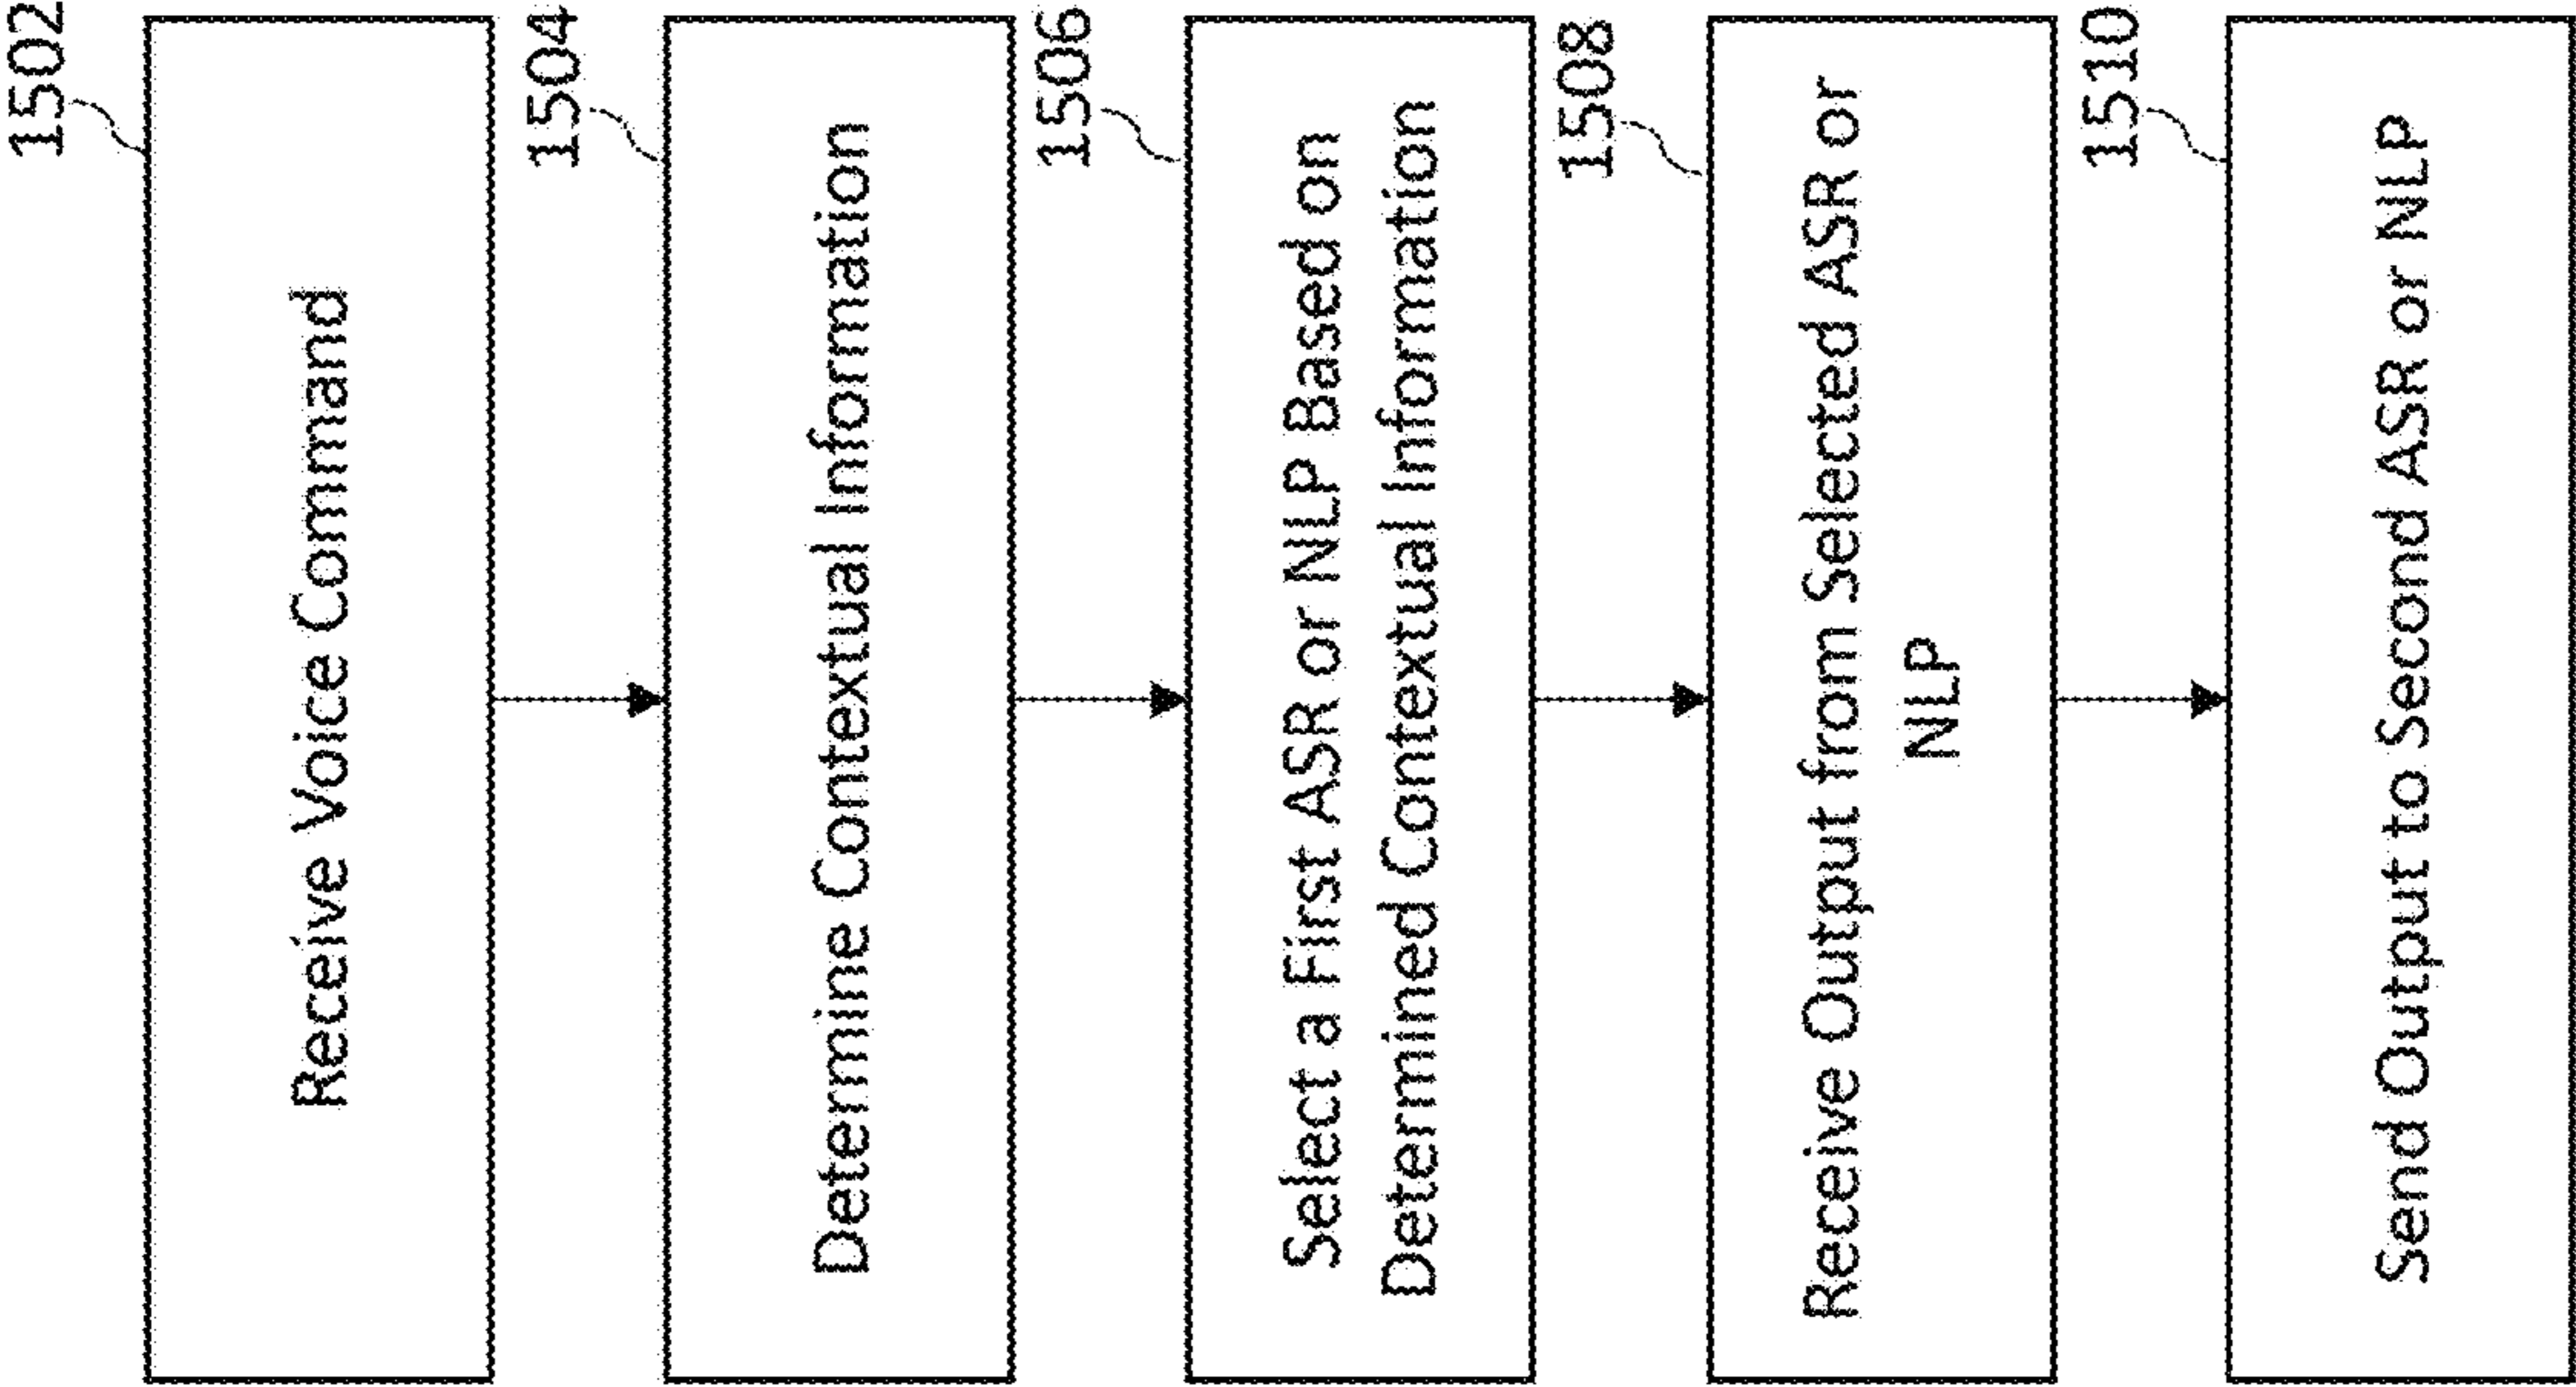 1502
Receive Voice Command
1504
Determine Contextual Information
1506
Select a First ASR or NLP Based on
Determined Contextual Information
1508
Receive Output from Selected ASR or
NLP
1510
Send Output to Second ASR or NLP